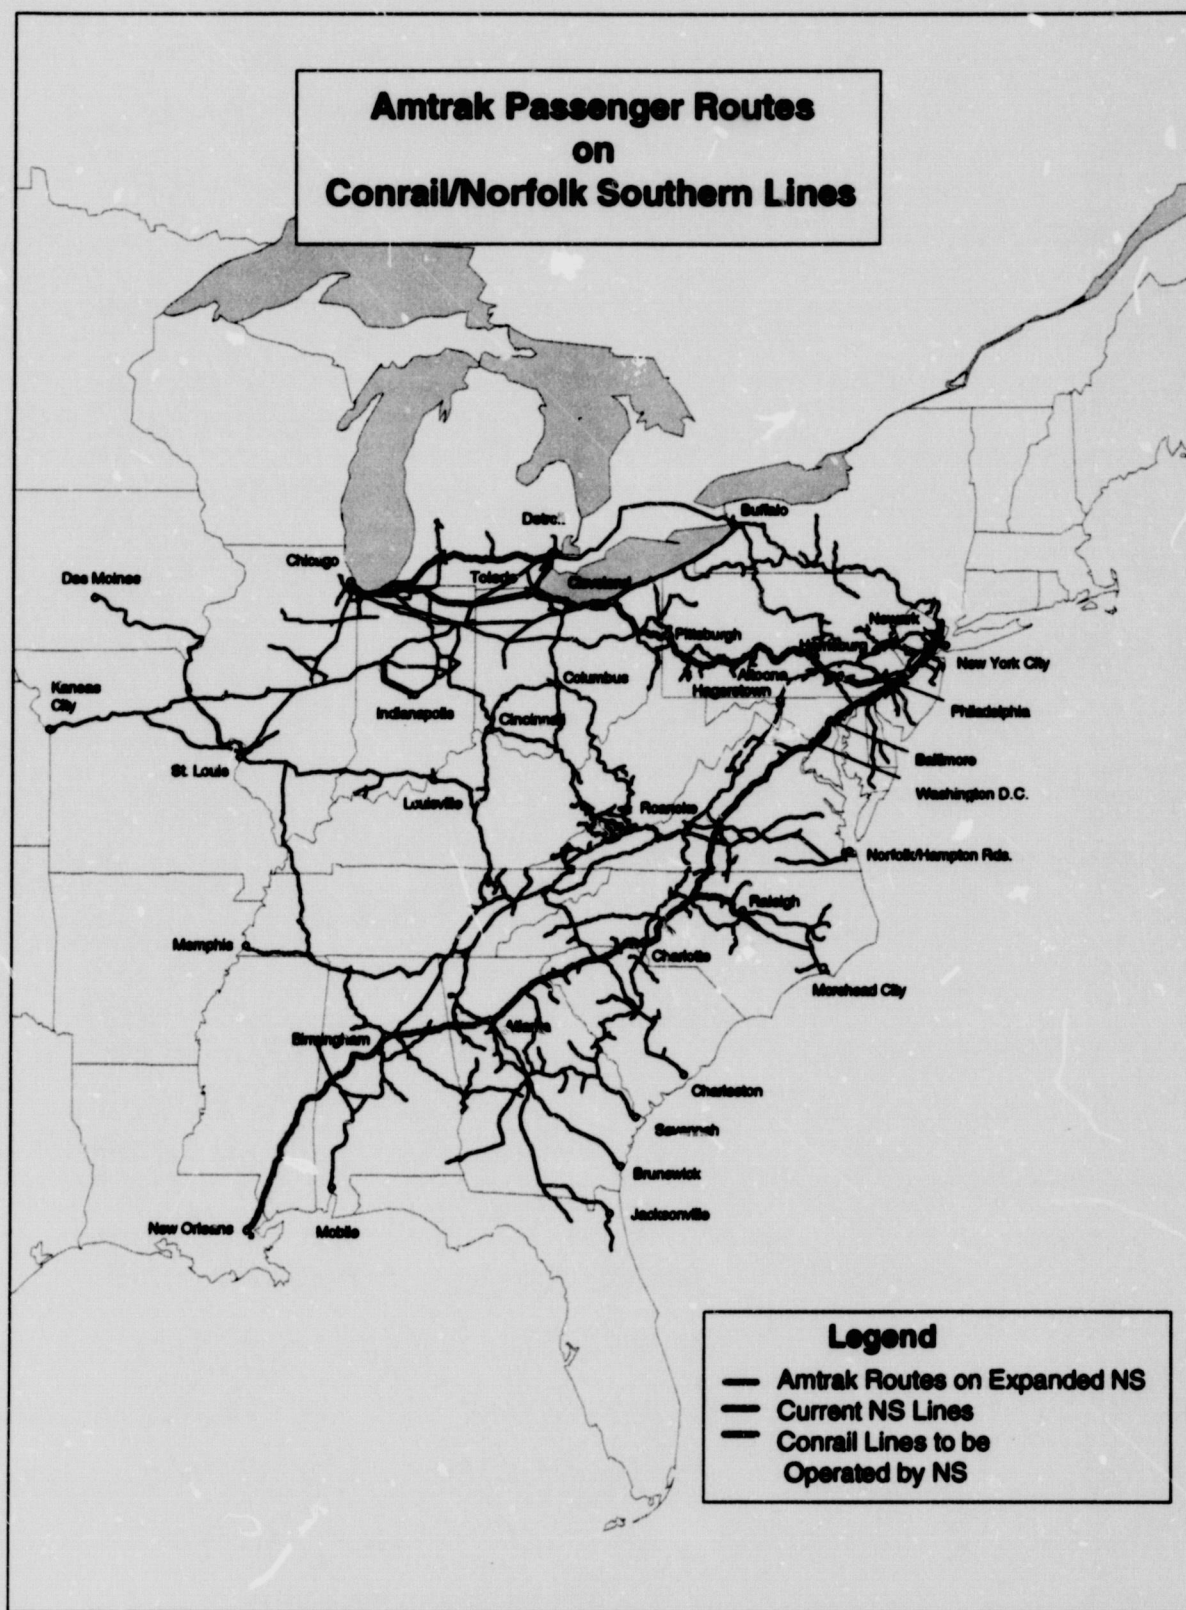 Amtrak Passenger Routes
on
Conrail/Norfolk Southern Lines
Buffalo
Detroit
Chicago
Des Moines
Toledo
Cleveland
Newark
Pittsburgh
Harrisburg
New York City
Altoona
Columbus
Hagerstown
Kansas
City
Philadelphia
Indianapolis
Cincinnati
Baltimore
St. Louis
Washington D.C.
Louisville
Roanoke
Norfolk/Hampton Rds.
Raleigh
Memphis
Charlotte
Morehead City
Atlanta
Birmingham
Charleston
Savannah
Brunswick
Jacksonville
New Orleans
Mobile
Legend
Amtrak Routes on Expanded NS
Current NS Lines
Conrail Lines to be
Operated by NS